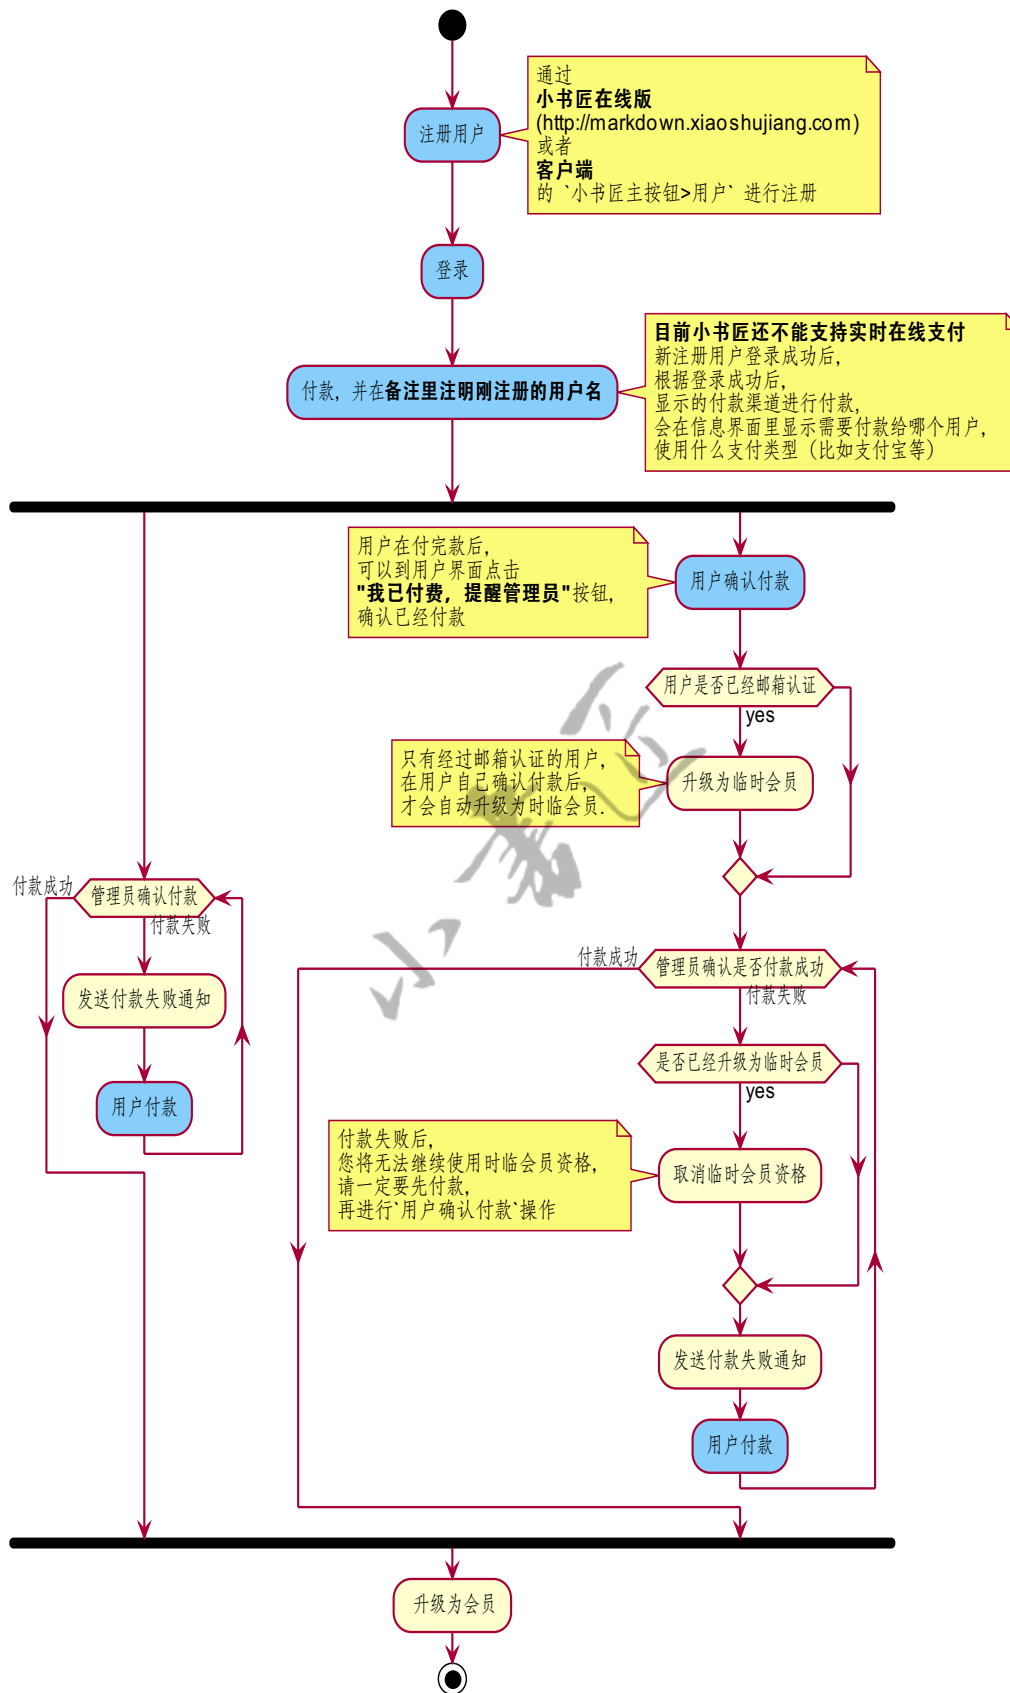 通过
小书匠在线版
(http://markdown.xiaoshujiang.com)
或者
客户端
的 `小书匠主按钮>用户` 进行注册
注册用户
登录
目前小书匠还不能支持实时在线支付
新注册用户登录成功后,
根据登录成功后,
显示的付款渠道进行付款,
会在信息界面里显示需要付款给哪个用户,
使用什么支付类型 (比如支付宝等)
付款, 并在备注里注明刚注册的用户名
用户在付完款后,
可以到用户界面点击
"我已付费, 提醒管理员"按钮,
确认已经付款
用户确认付款
用户是否已经邮箱认证
yes
只有经过邮箱认证的用户,
在用户自己确认付款后,
才会自动升级为时临会员.
升级为临时会员
付款成功
管理员确认付款
付款失败
发送付款失败通知
用户付款
付款成功
管理员确认是否付款成功
付款失败
是否已经升级为临时会员
yes
付款失败后,
您将无法继续使用时临会员资格,
请一定要先付款,
再进行`用户确认付款`操作
取消临时会员资格
发送付款失败通知
用户付款
升级为会员
小书匠